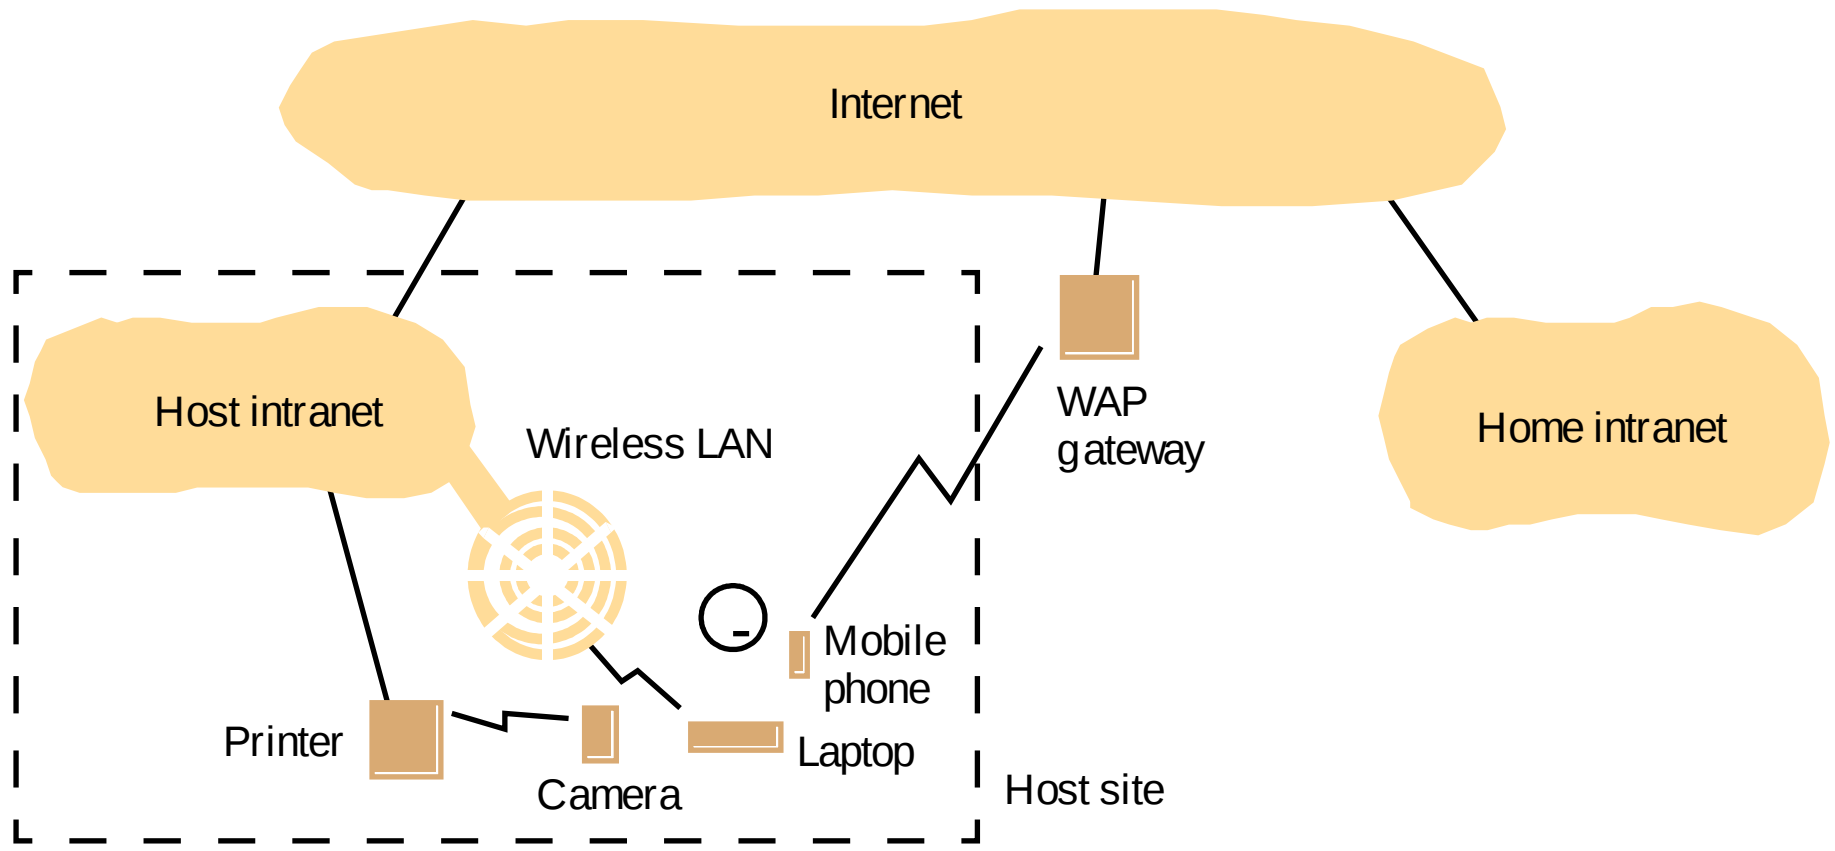 Internet
Host intranet
Wireless LAN
WAP
gateway
Home intranet
Mobile
phone
Printer
Camera
Laptop
Host site